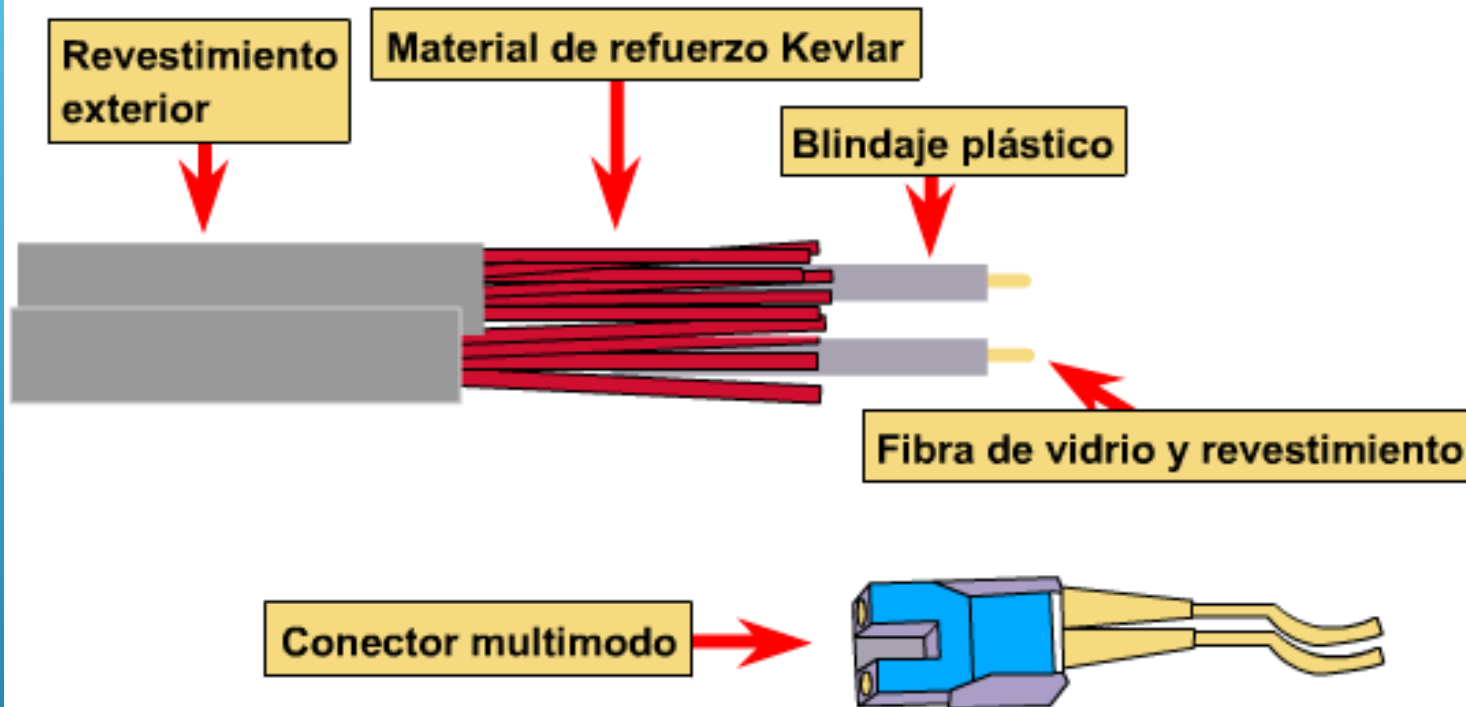 Revestimiento
exterior
Material de refuerzo Kevlar
Blindaje plástico
Fibra de vidrio y revestimiento
Conector multimodo